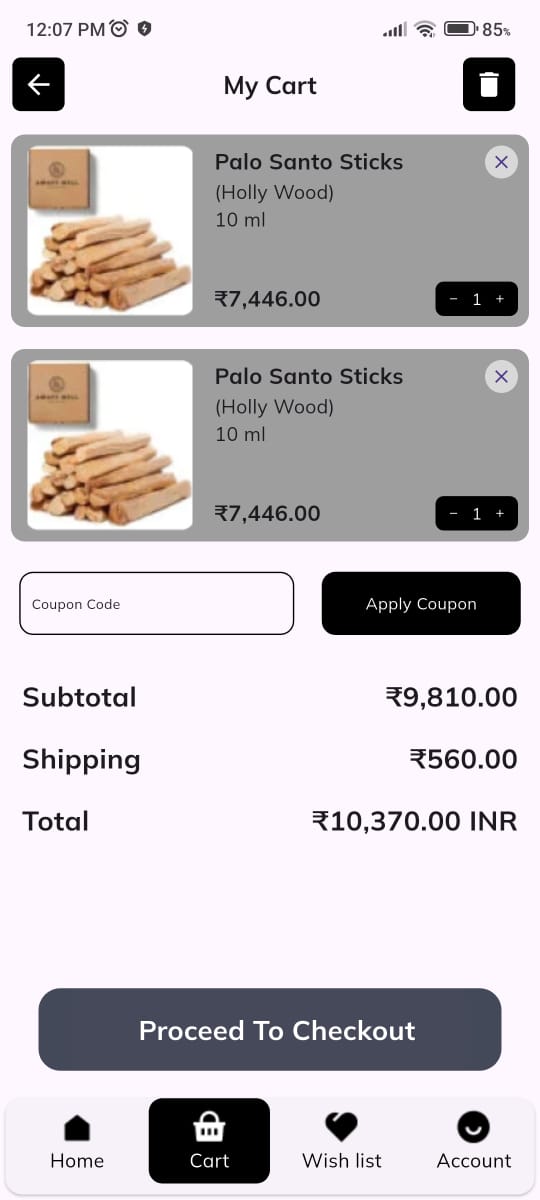 12:07 PM 85%
My Cart
Palo Santo Sticks
(Holly Wood)
10 ml
₹7,446.00
− 1 +
Palo Santo Sticks
(Holly Wood)
10 ml
₹7,446.00
− 1 +
Coupon Code
Apply Coupon
Subtotal ₹9,810.00
Shipping ₹560.00
Total ₹10,370.00 INR
Proceed To Checkout
Home Cart Wish list Account